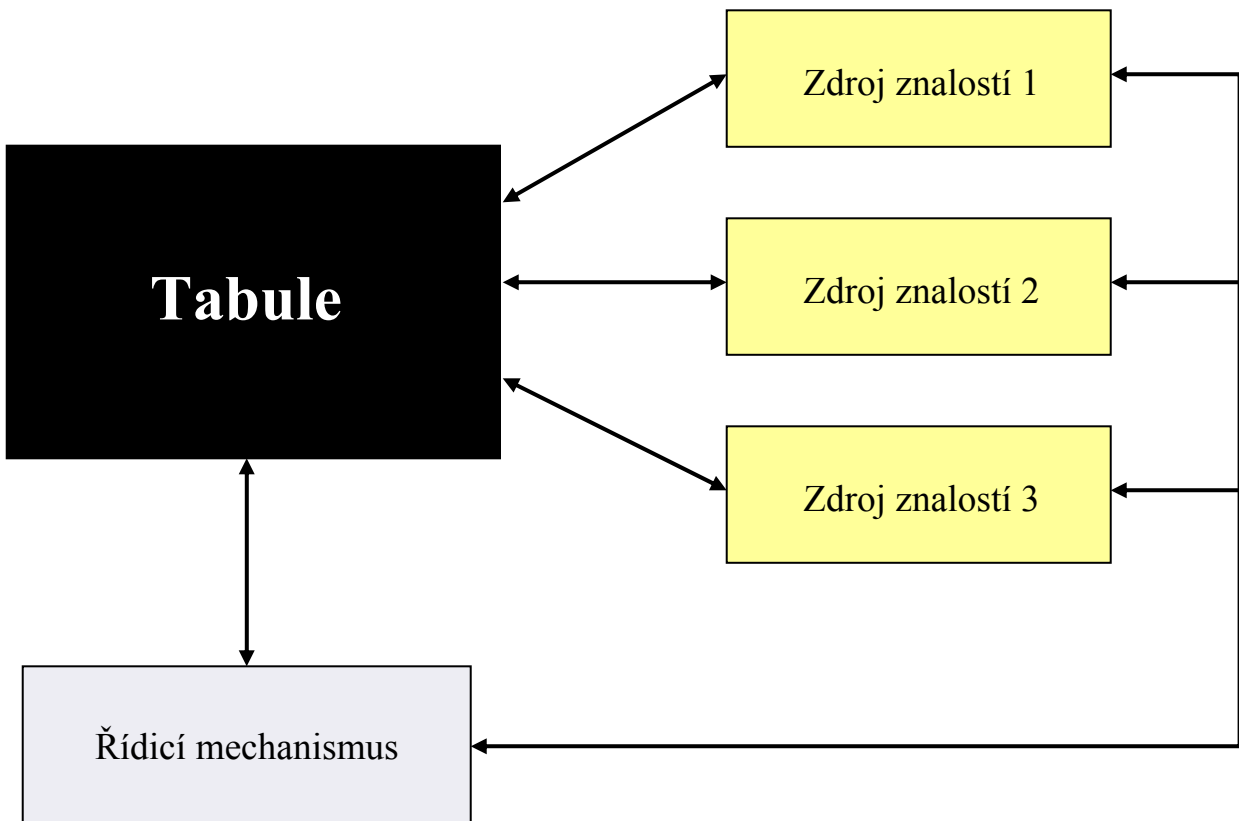 Zdroj znalostí 1
Tabule
Zdroj znalostí 2
Zdroj znalostí 3
Řídicí mechanismus